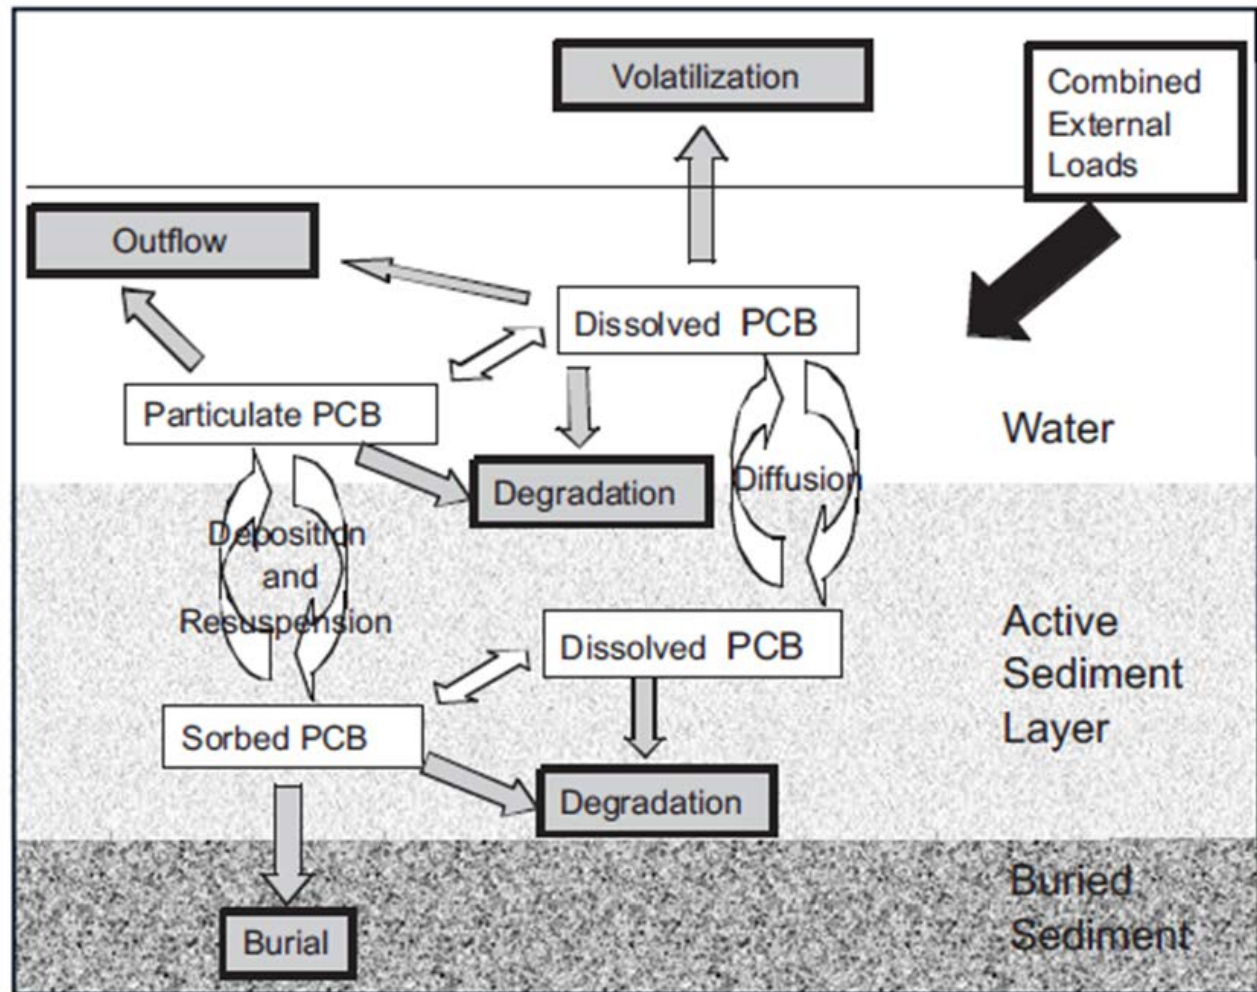 Volatilization
Combined
External
Loads
Outflow
Dissolved PCB
Particulate PCB
Water
Degradation
Diffusion
Deposition
and
Resuspension
Dissolved PCB
Active
Sediment
Layer
Sorbed PCB
Degradation
Buried
Sediment
Burial